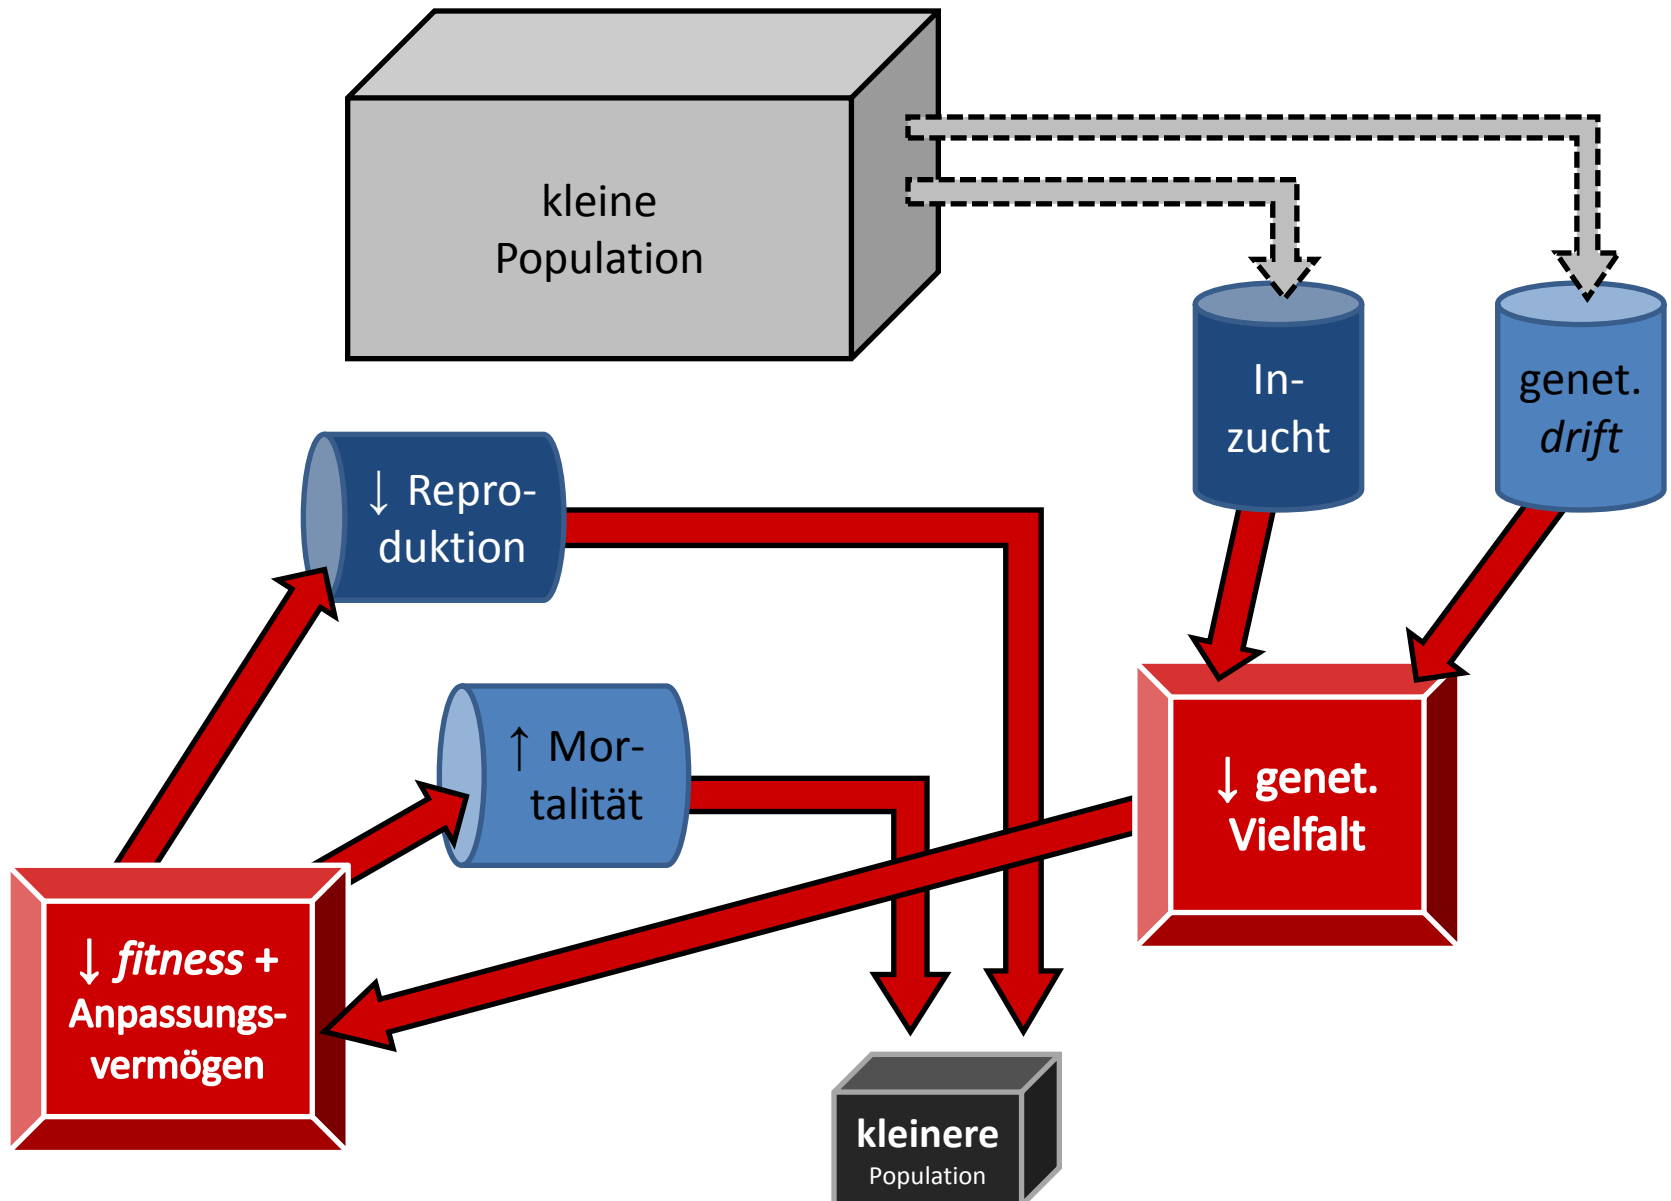 kleine
Population
In-
zucht
genet.
drift
↓ Repro-
duktion
↑ Mor-
talität
↓ genet.
Vielfalt
↓ fitness +
Anpassungs-
vermögen
kleinere
Population